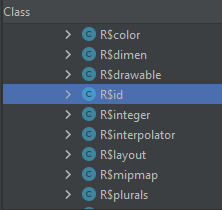 Class
C R$color
C R$dimen
C R$drawable
C R$id
C R$integer
C R$interpolator
C R$layout
C R$mipmap
C R$plurals